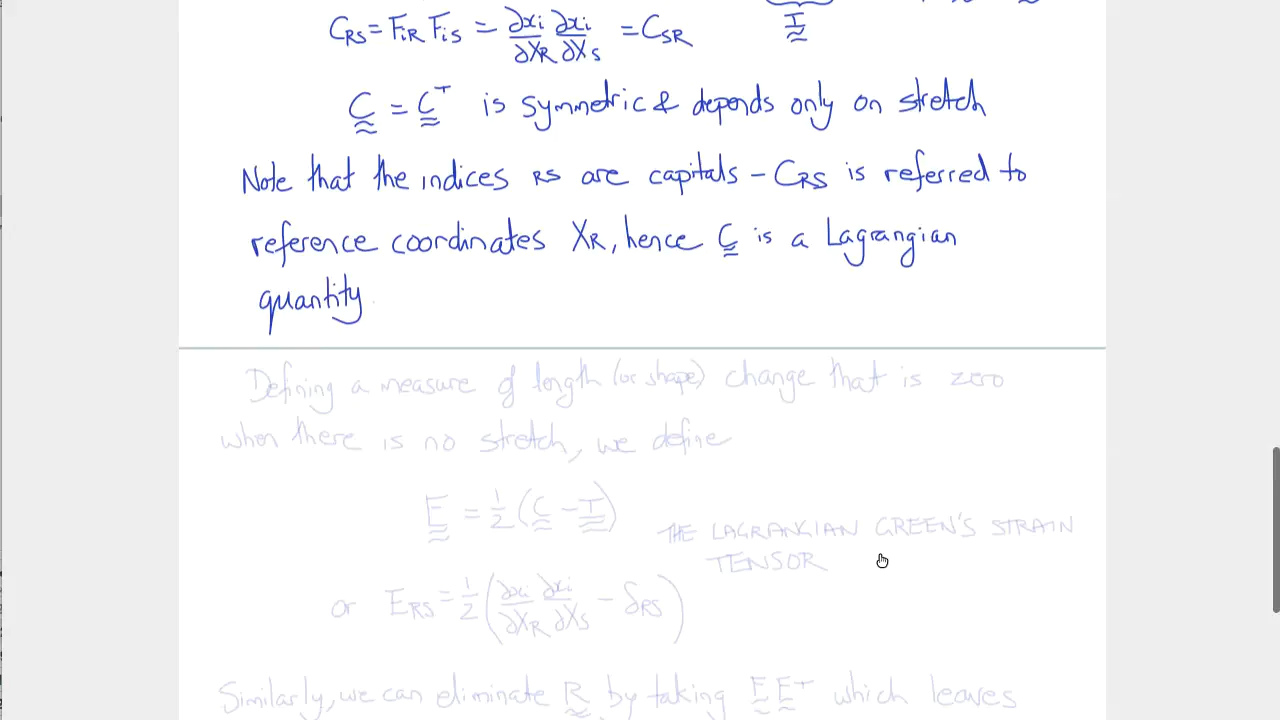 C_RS = F_iR F_iS = ∂x_i/∂X_R ∂x_i/∂X_S = C_SR I
C = C^T is symmetric & depends only on stretch
Note that the indices RS are capitals - C_RS is referred to
reference coordinates X_R, hence C is a Lagrangian
quantity
Defining a measure of length (or shape) change that is zero
when there is no stretch, we define
E = 1/2 (C - I)
THE LAGRANGIAN GREEN'S STRAIN
TENSOR
or E_RS = 1/2 (∂x_i/∂X_R ∂x_i/∂X_S - δ_RS)
Similarly, we can eliminate R by taking F F^T which leaves